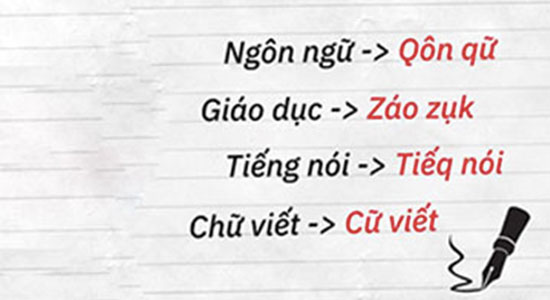 Ngôn ngữ -> Qôn qữ
Giáo dục -> Záo zụk
Tiếng nói -> Tiếq nói
Chữ viết -> Cữ viết